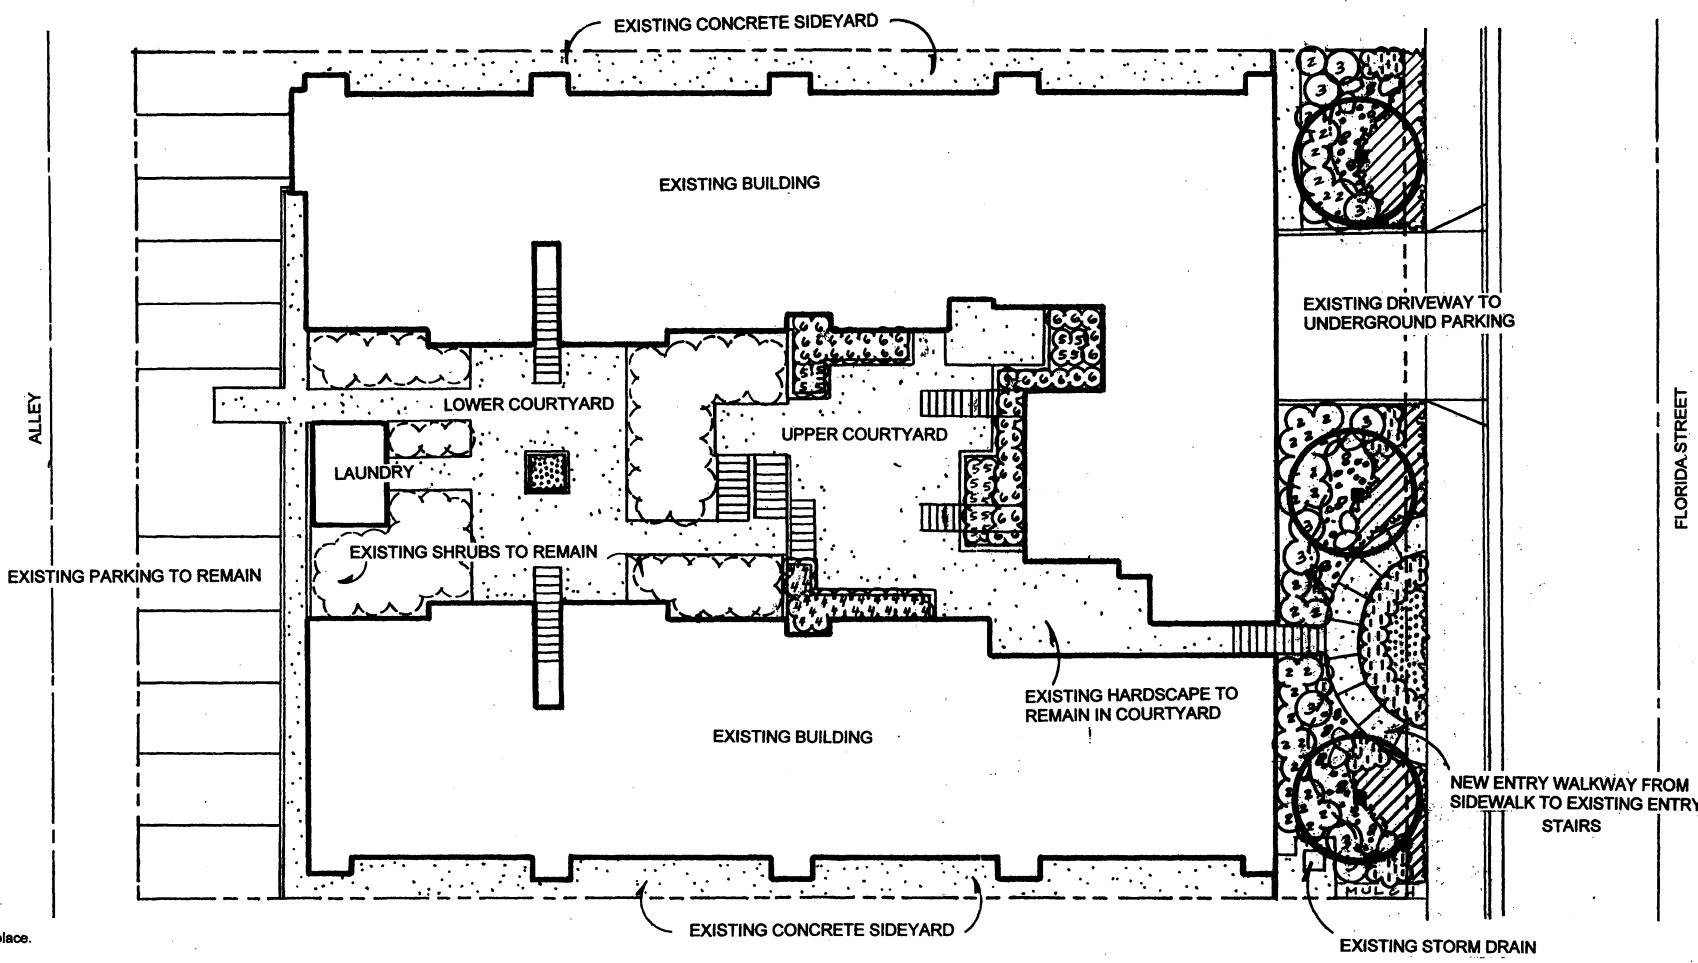 EXISTING CONCRETE SIDEYARD
EXISTING BUILDING
EXISTING DRIVEWAY TO
UNDERGROUND PARKING
ALLEY
LOWER COURTYARD
UPPER COURTYARD
FLORIDA STREET
LAUNDRY
EXISTING SHRUBS TO REMAIN
EXISTING PARKING TO REMAIN
EXISTING HARDSCAPE TO
REMAIN IN COURTYARD
EXISTING BUILDING
NEW ENTRY WALKWAY FROM
SIDEWALK TO EXISTING ENTRY
STAIRS
MULCH
EXISTING CONCRETE SIDEYARD
place.
EXISTING STORM DRAIN